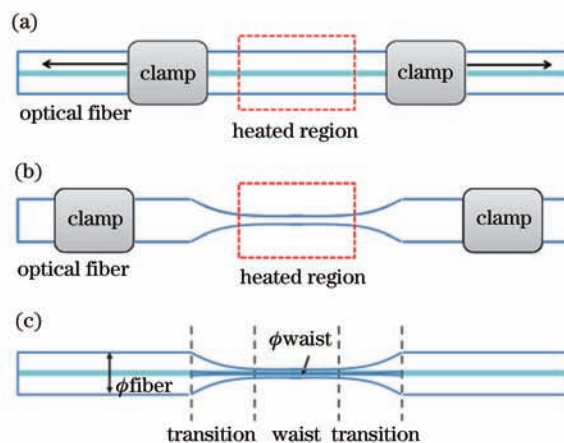 (a)
clamp clamp
optical fiber
heated region
(b)
clamp clamp
optical fiber
heated region
(c)
ϕwaist
ϕfiber
transition waist transition